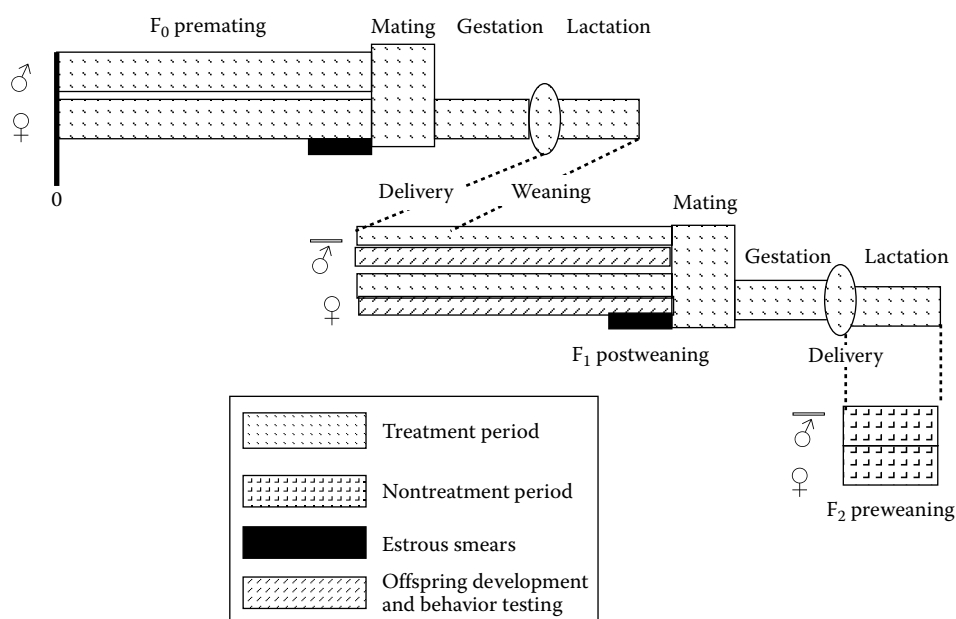 F₀ premating
Mating
Gestation
Lactation
♂
♀
0
Delivery
Weaning
♂
♀
Mating
Gestation
Lactation
F₁ postweaning
Delivery
♂
♀
F₂ preweaning
Treatment period
Nontreatment period
Estrous smears
Offspring development
and behavior testing